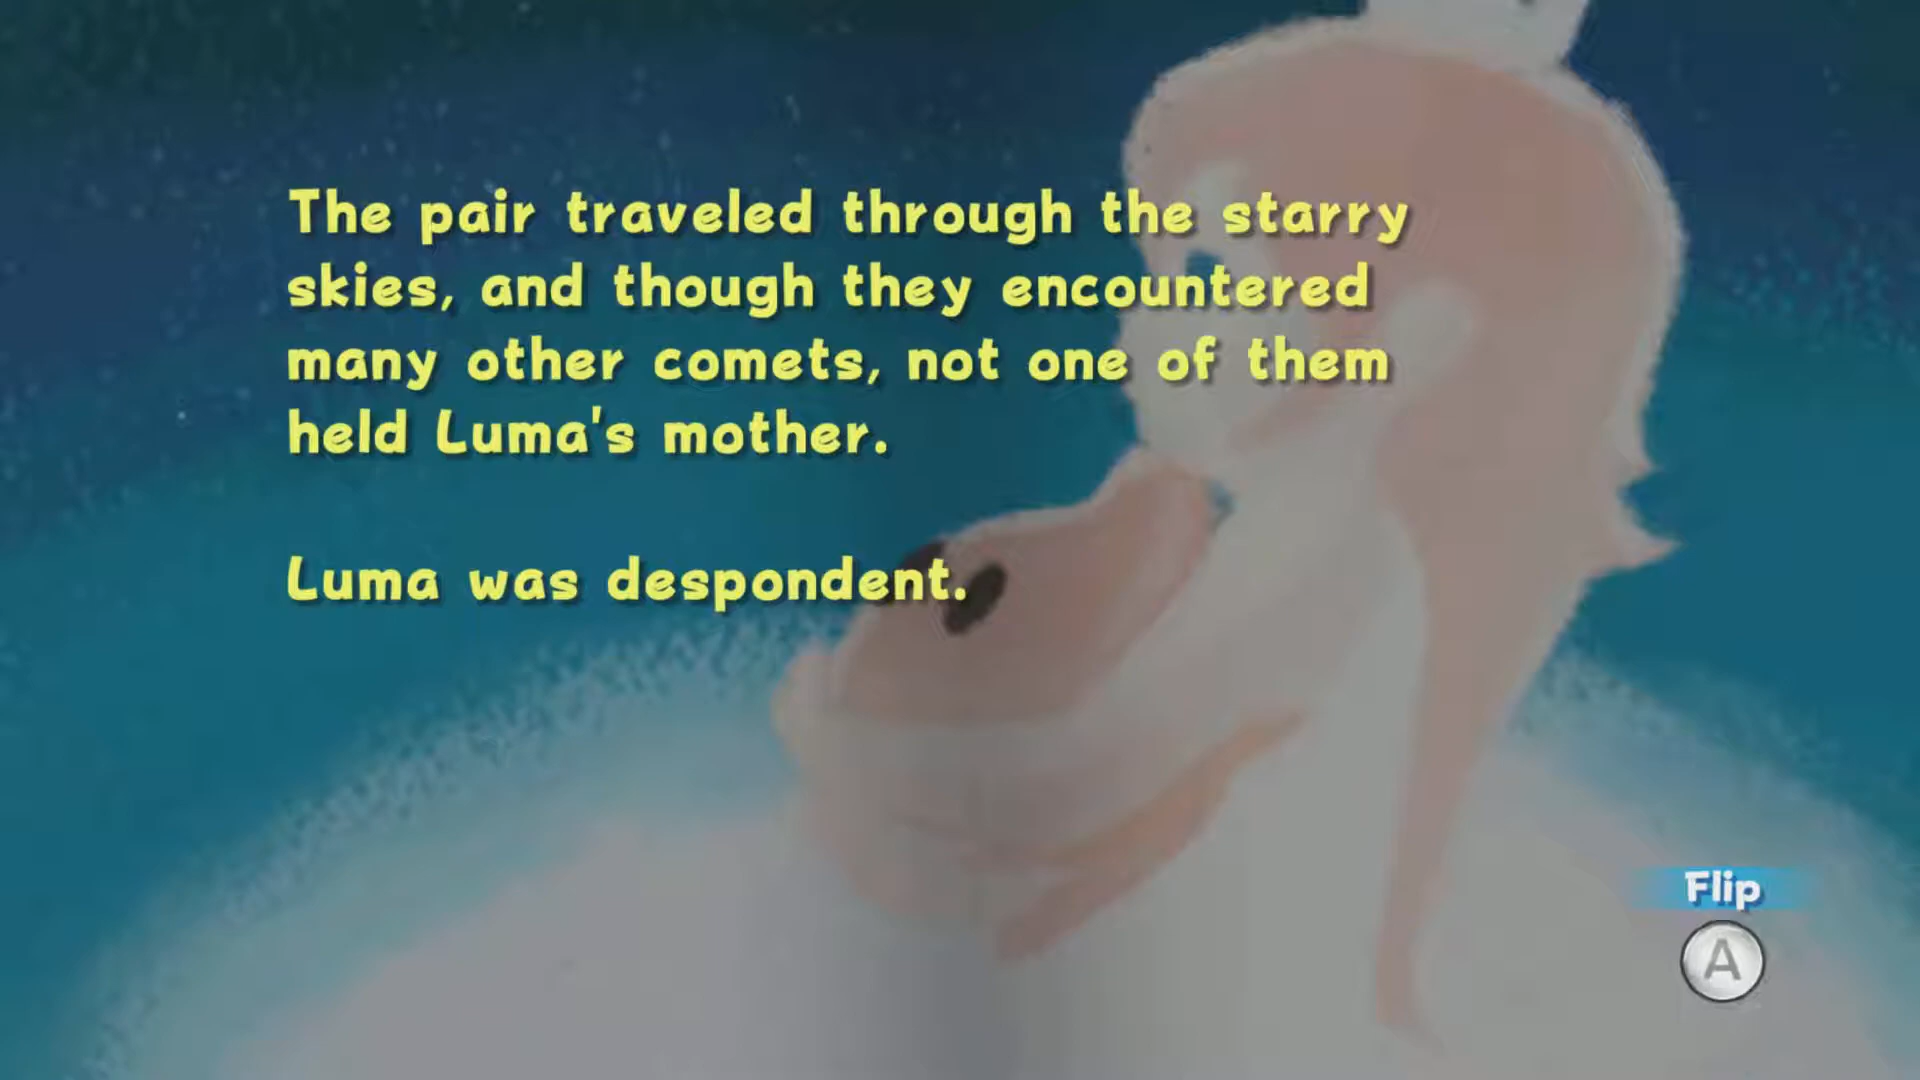 The pair traveled through the starry
skies, and though they encountered
many other comets, not one of them
held Luma's mother.
Luma was despondent.
Flip
A